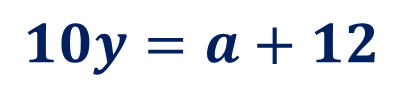 10y = a + 12